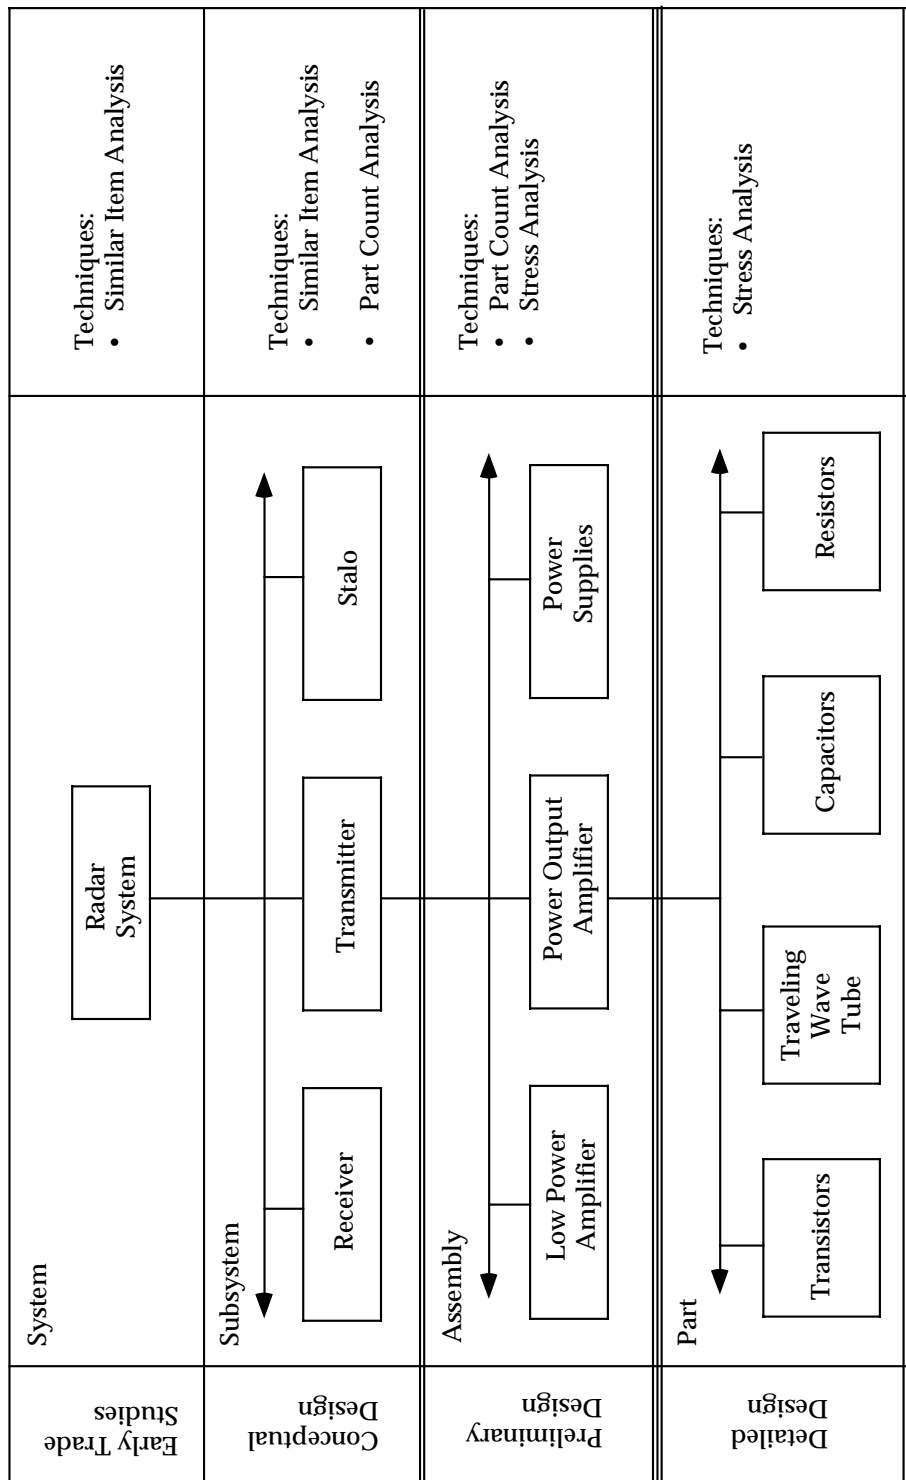 Early Trade
Studies
System
Radar
System
Techniques:
• Similar Item Analysis
Conceptual
Design
Subsystem
Receiver
Transmitter
Stalo
Techniques:
• Similar Item Analysis
• Part Count Analysis
Preliminary
Design
Assembly
Low Power
Amplifier
Power Output
Amplifier
Power
Supplies
Techniques:
• Part Count Analysis
• Stress Analysis
Detailed
Design
Part
Transistors
Traveling
Wave
Tube
Capacitors
Resistors
Techniques:
• Stress Analysis